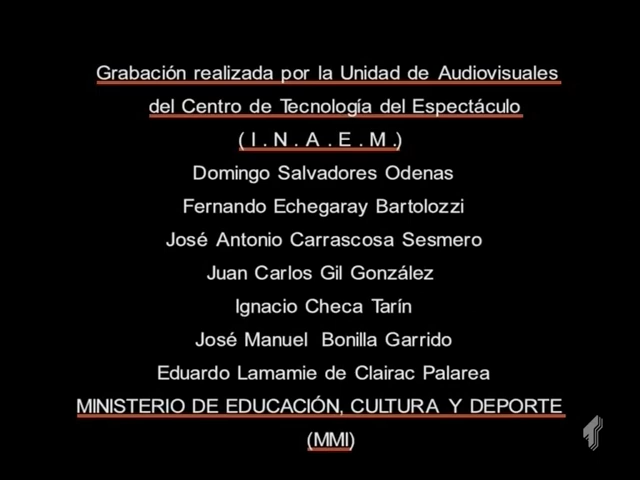 Grabación realizada por la Unidad de Audiovisuales
del Centro de Tecnología del Espectáculo
( I . N . A . E . M .)
Domingo Salvadores Odenas
Fernando Echegaray Bartolozzi
José Antonio Carrascosa Sesmero
Juan Carlos Gil González
Ignacio Checa Tarín
José Manuel Bonilla Garrido
Eduardo Lamamie de Clairac Palarea
MINISTERIO DE EDUCACIÓN, CULTURA Y DEPORTE
(MMI)